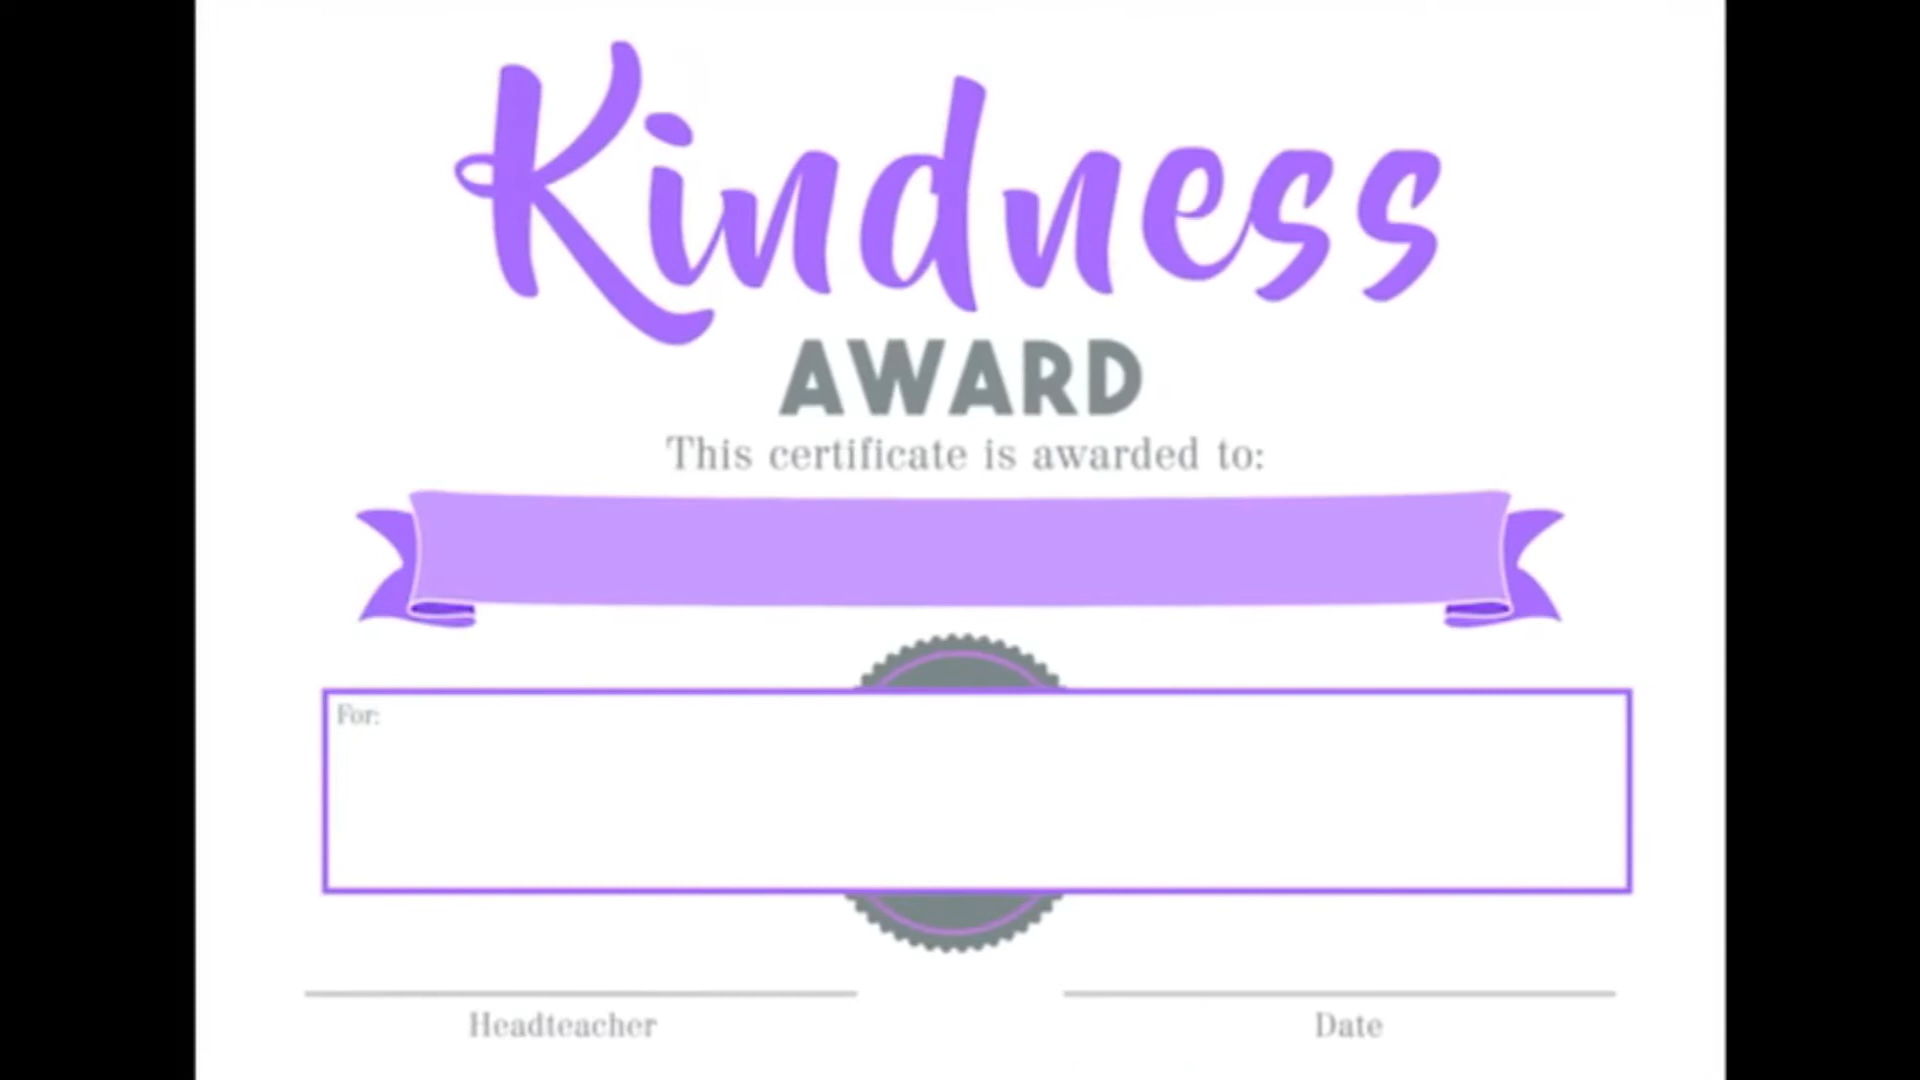 Kindness
AWARD
This certificate is awarded to:
For:
Headteacher
Date